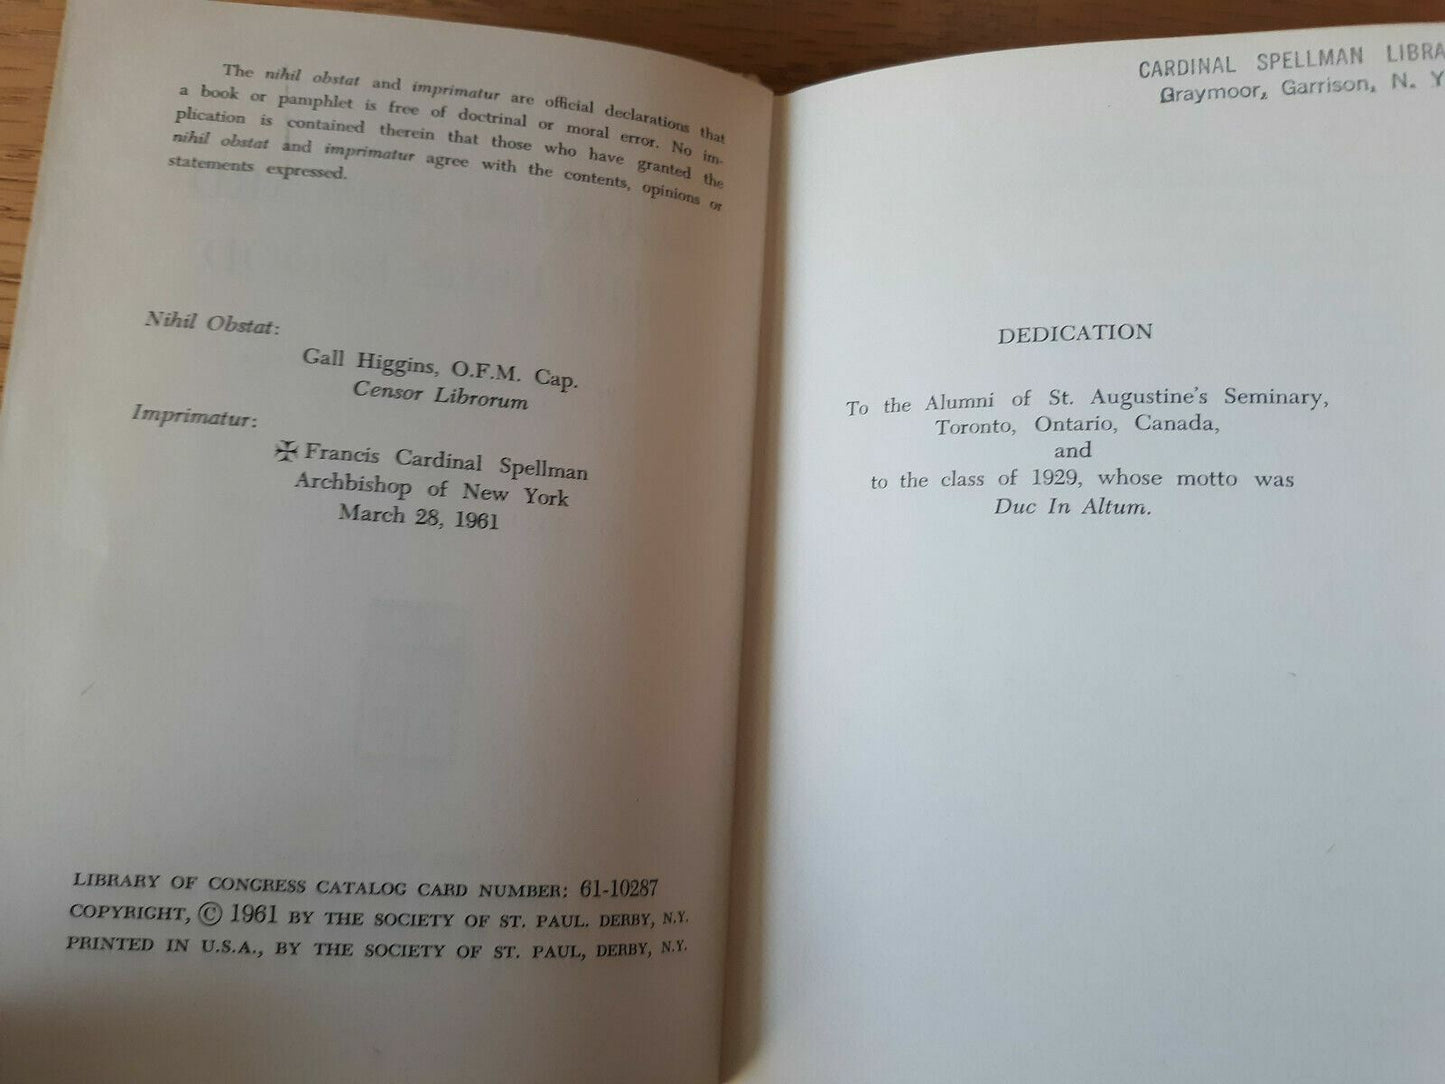 The nihil obstat and imprimatur are official declarations that
a book or pamphlet is free of doctrinal or moral error. No im-
plication is contained therein that those who have granted the
nihil obstat and imprimatur agree with the contents, opinions or
statements expressed.
Nihil Obstat:
Gall Higgins, O.F.M. Cap.
Censor Librorum
Imprimatur:
✠ Francis Cardinal Spellman
Archbishop of New York
March 28, 1961
LIBRARY OF CONGRESS CATALOG CARD NUMBER: 61-10287
COPYRIGHT, © 1961 BY THE SOCIETY OF ST. PAUL. DERBY, N.Y.
PRINTED IN U.S.A., BY THE SOCIETY OF ST. PAUL, DERBY, N.Y.
CARDINAL SPELLMAN LIBRA
Graymoor, Garrison, N. Y
DEDICATION
To the Alumni of St. Augustine's Seminary,
Toronto, Ontario, Canada,
and
to the class of 1929, whose motto was
Duc In Altum.